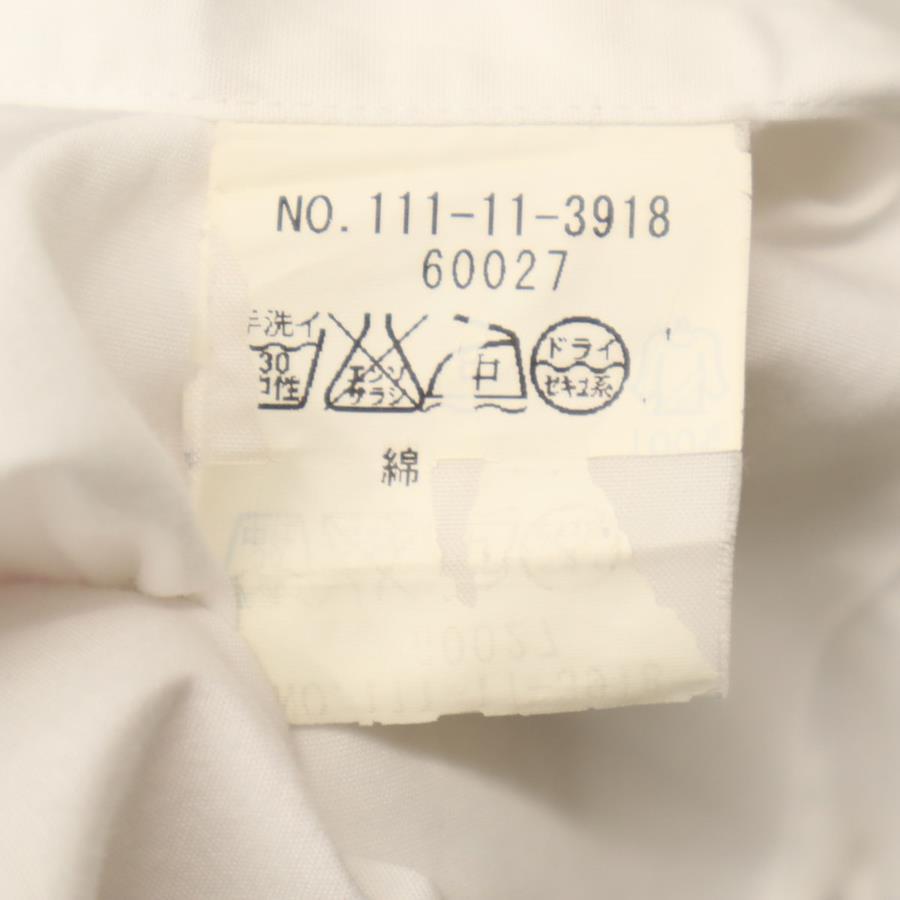 NO. 111-11-3918
60027
手洗イ
30
中性
エンソ
サラシ
中
ドライ
セキユ系
綿